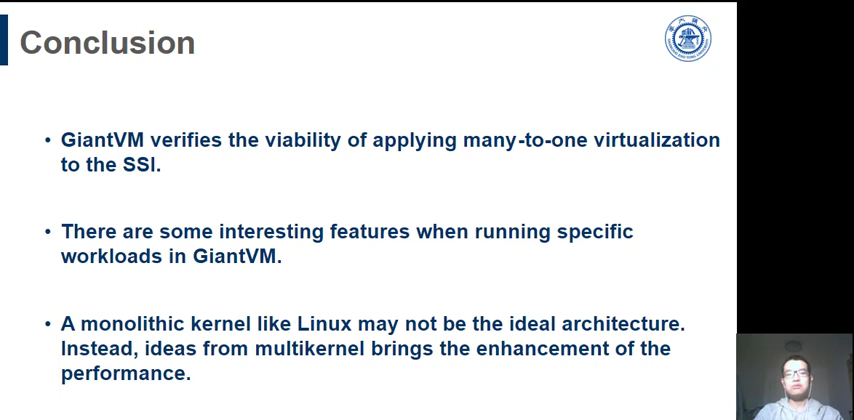 Conclusion
• GiantVM verifies the viability of applying many-to-one virtualization
to the SSI.
• There are some interesting features when running specific
workloads in GiantVM.
• A monolithic kernel like Linux may not be the ideal architecture.
Instead, ideas from multikernel brings the enhancement of the
performance.